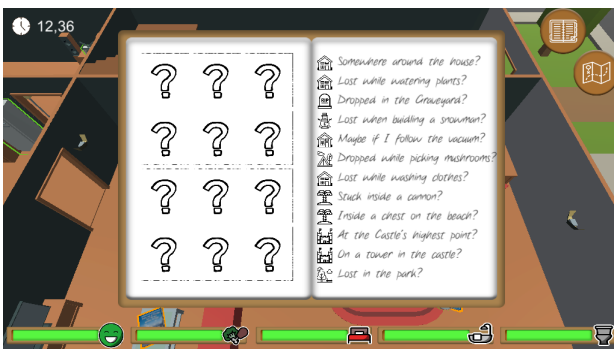 12,36
? ? ?
? ? ?
? ? ?
? ? ?
Somewhere around the house?
Lost while watering plants?
Dropped in the Graveyard?
Lost when buidling a snowman?
Maybe if I follow the vacuum?
Dropped while picking mushrooms?
Lost while washing clothes?
Stuck inside a cannon?
Inside a chest on the beach?
At the Castle's highest point?
On a tower in the castle?
Lost in the park?